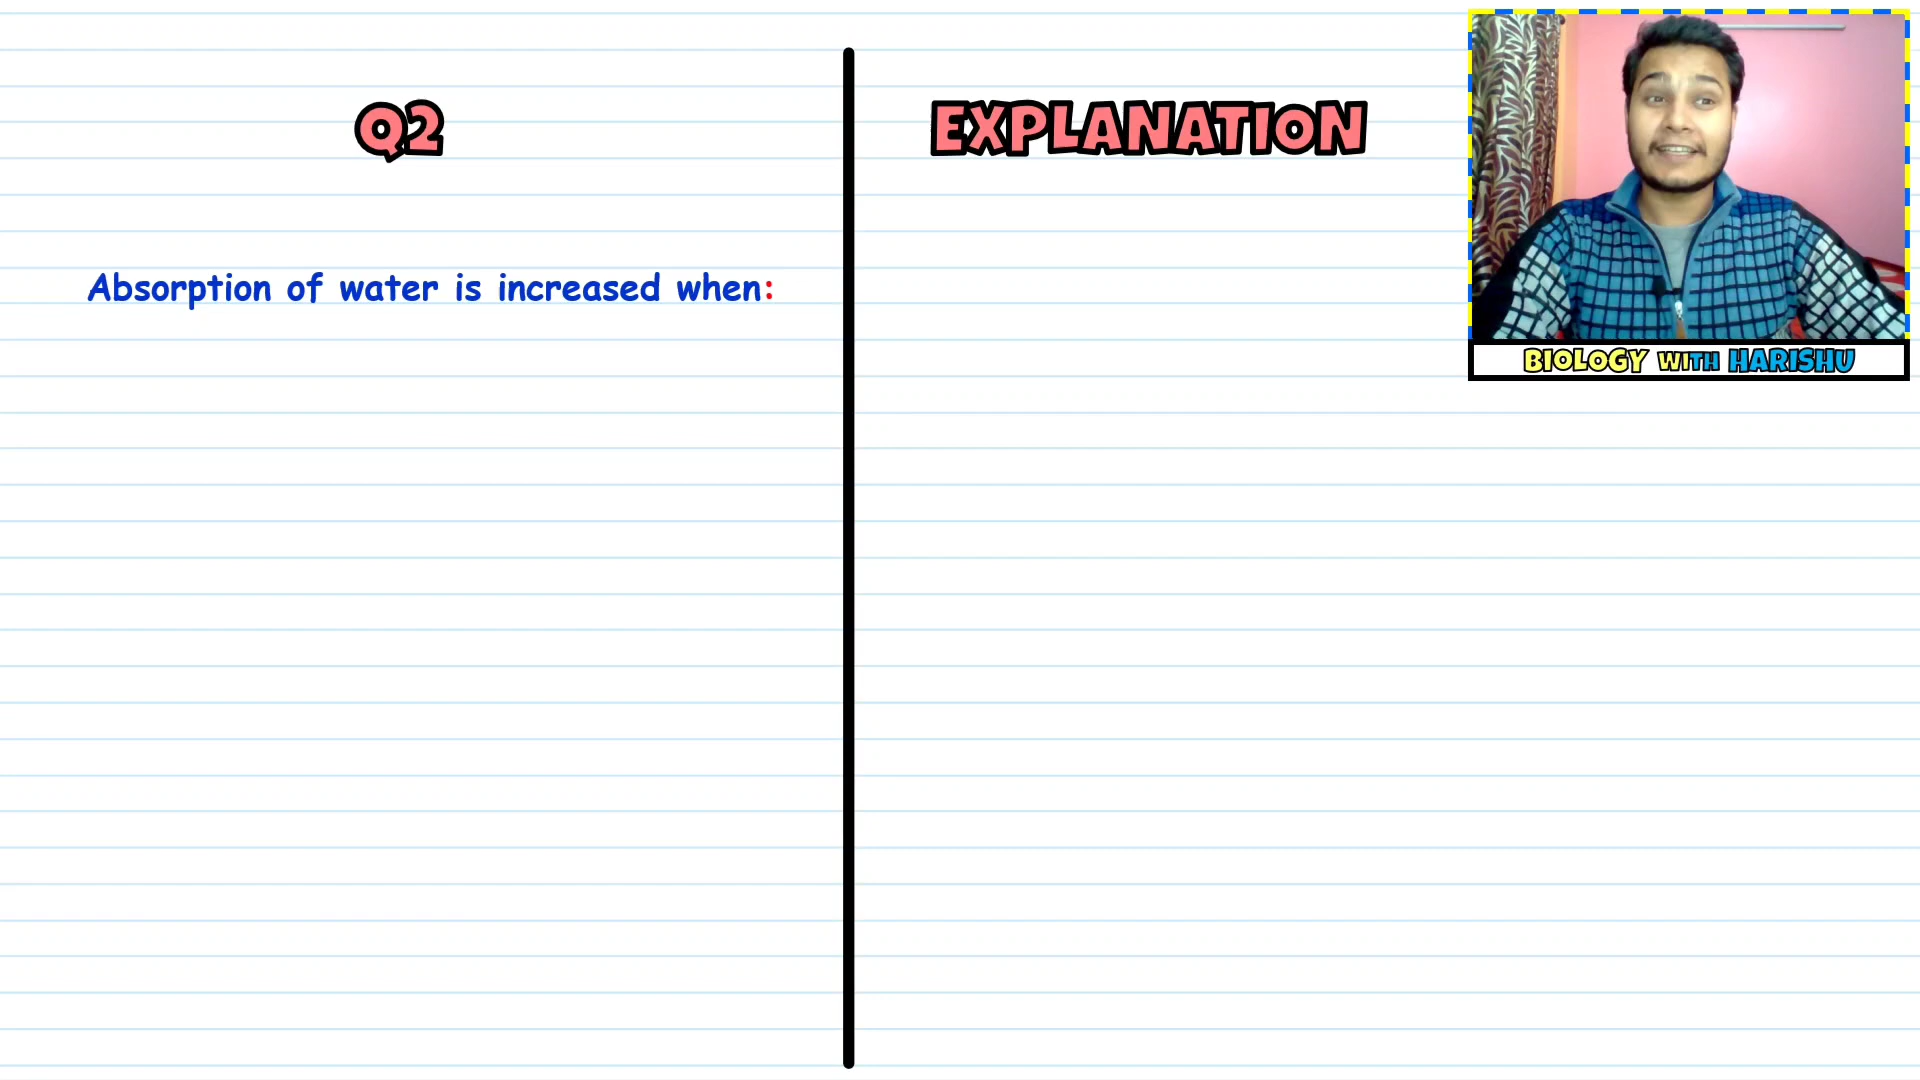 Q2
EXPLANATION
Absorption of water is increased when:
BIOLOGY WITH HARISHU